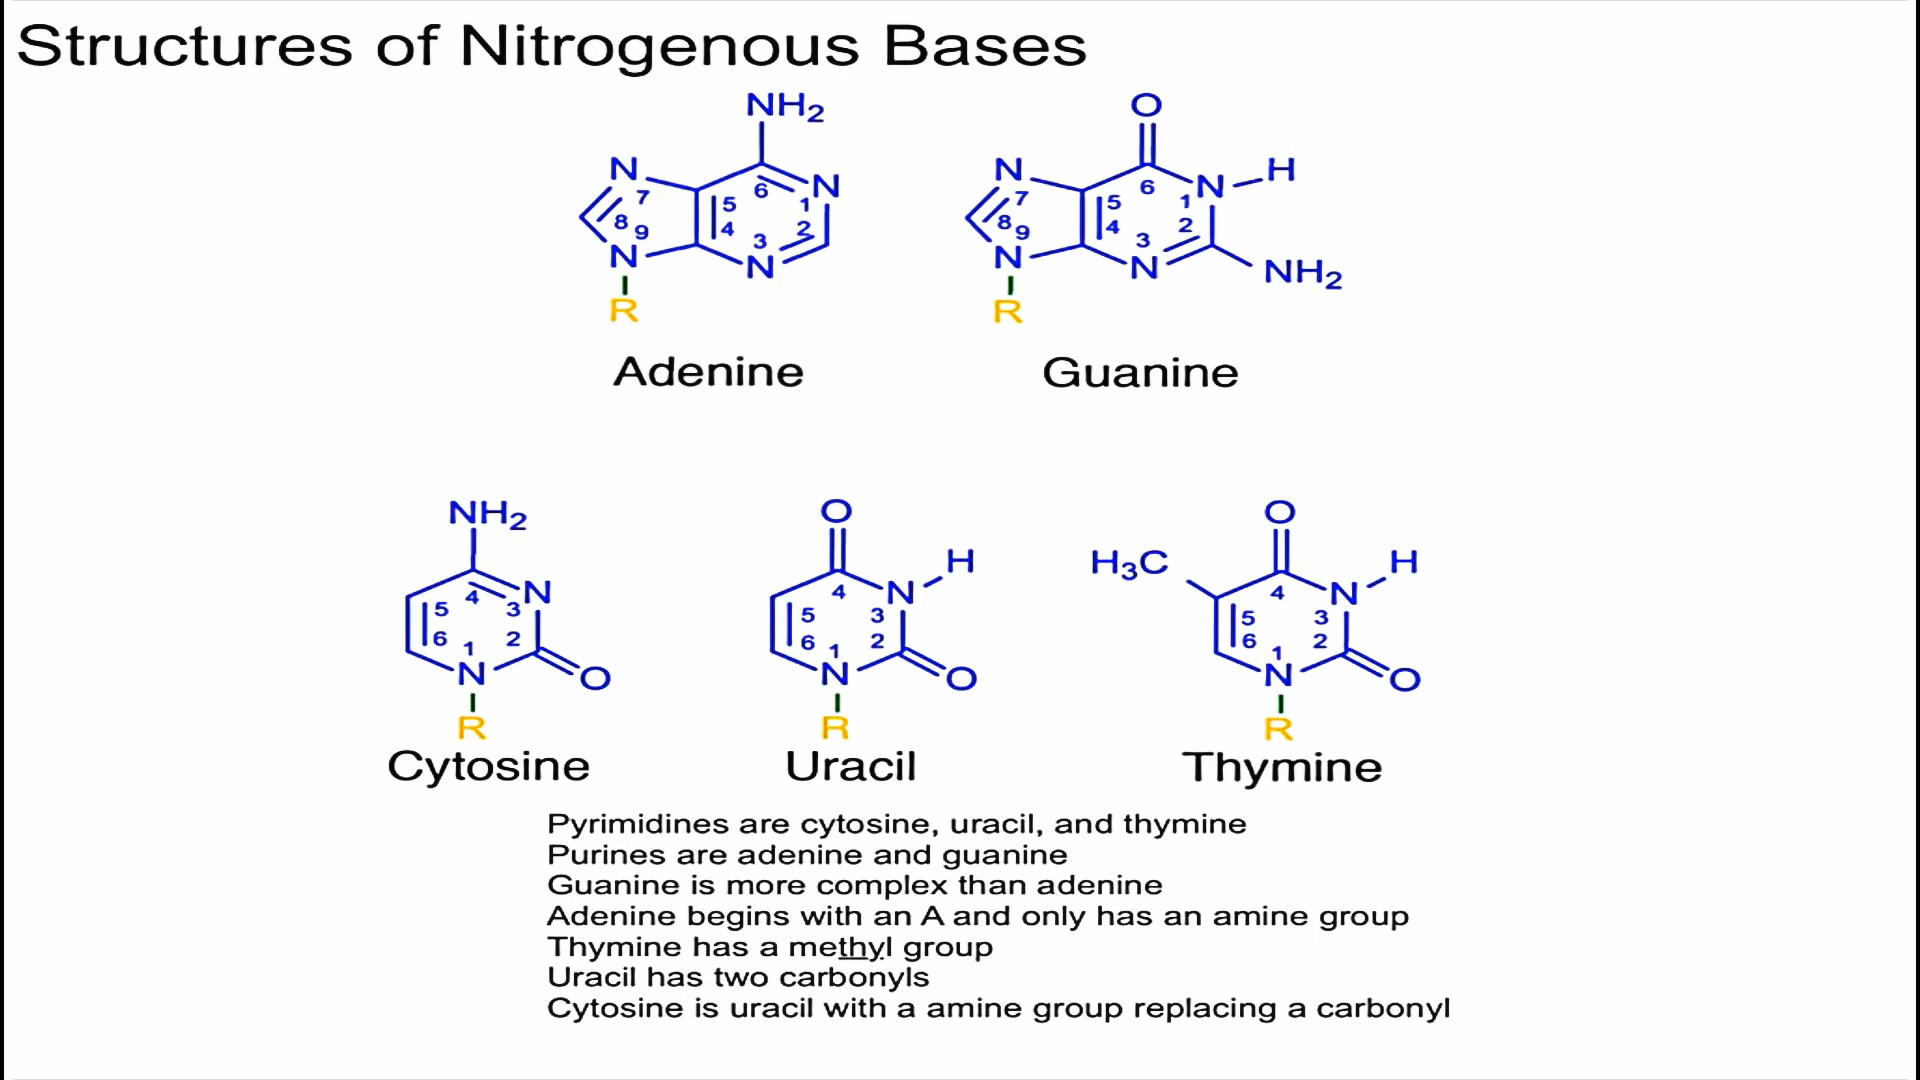 Structures of Nitrogenous Bases
NH2
N 7 8 9 N 5 4 6 N 1 2 3 N
R
Adenine
O
N 7 8 9 N 5 4 6 N 1 2 3 N H
NH2
R
Guanine
NH2
5 4 3 N
6 1 2
N O
R
Cytosine
O
H
4 N
5 3
6 1 2
N O
R
Uracil
O
H3C H
4 N
5 3
6 1 2
N O
R
Thymine
Pyrimidines are cytosine, uracil, and thymine
Purines are adenine and guanine
Guanine is more complex than adenine
Adenine begins with an A and only has an amine group
Thymine has a methyl group
Uracil has two carbonyls
Cytosine is uracil with a amine group replacing a carbonyl